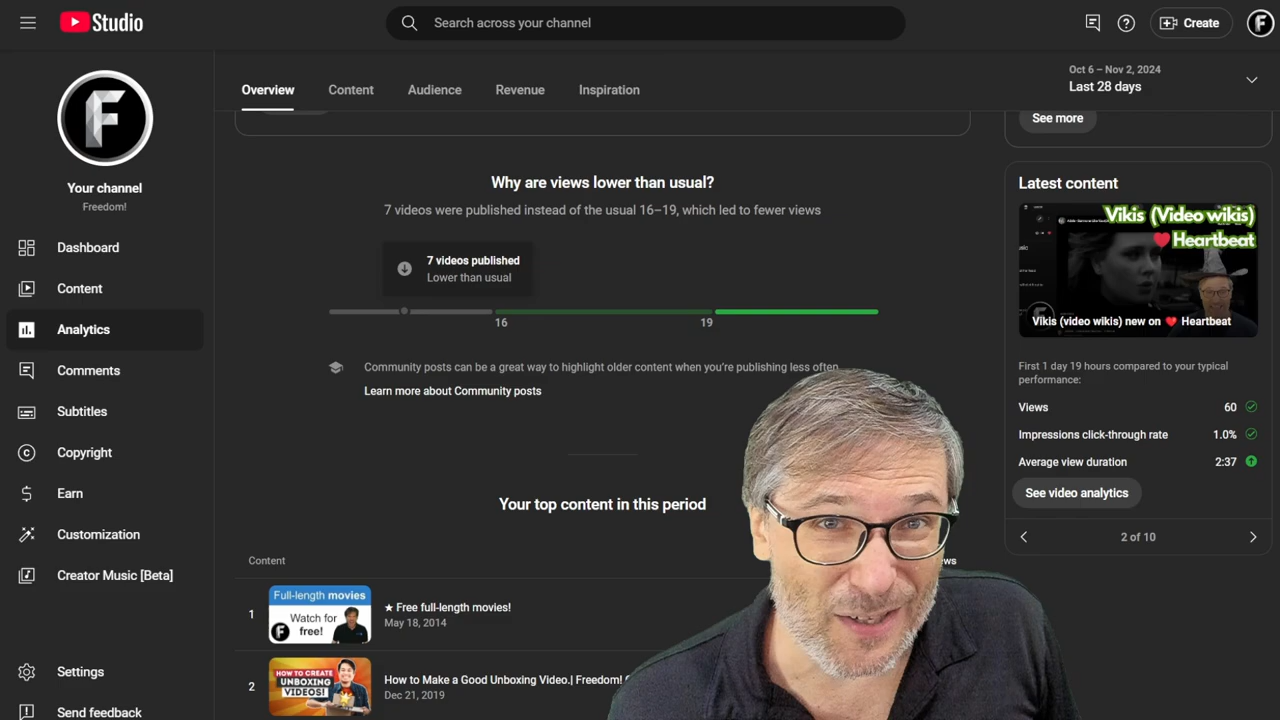 Studio
Search across your channel
Create
F
F
Your channel
Freedom!
Dashboard
Content
Analytics
Comments
Subtitles
Copyright
Earn
Customization
Creator Music [Beta]
Settings
Send feedback
Overview
Content
Audience
Revenue
Inspiration
Oct 6 – Nov 2, 2024
Last 28 days
Why are views lower than usual?
7 videos were published instead of the usual 16–19, which led to fewer views
7 videos published
Lower than usual
16
19
Community posts can be a great way to highlight older content when you're publishing less often
Learn more about Community posts
Your top content in this period
Content
1
Full-length movies
Watch for
free!
F
★ Free full-length movies!
May 18, 2014
2
HOW TO CREATE
UNBOXING
VIDEOS!
How to Make a Good Unboxing Video.| Freedom!
Dec 21, 2019
See more
Latest content
Vikis (Video wikis)
❤️Heartbeat
Vikis (video wikis) new on ❤️ Heartbeat
First 1 day 19 hours compared to your typical
performance:
Views 60
Impressions click-through rate 1.0%
Average view duration 2:37
See video analytics
2 of 10